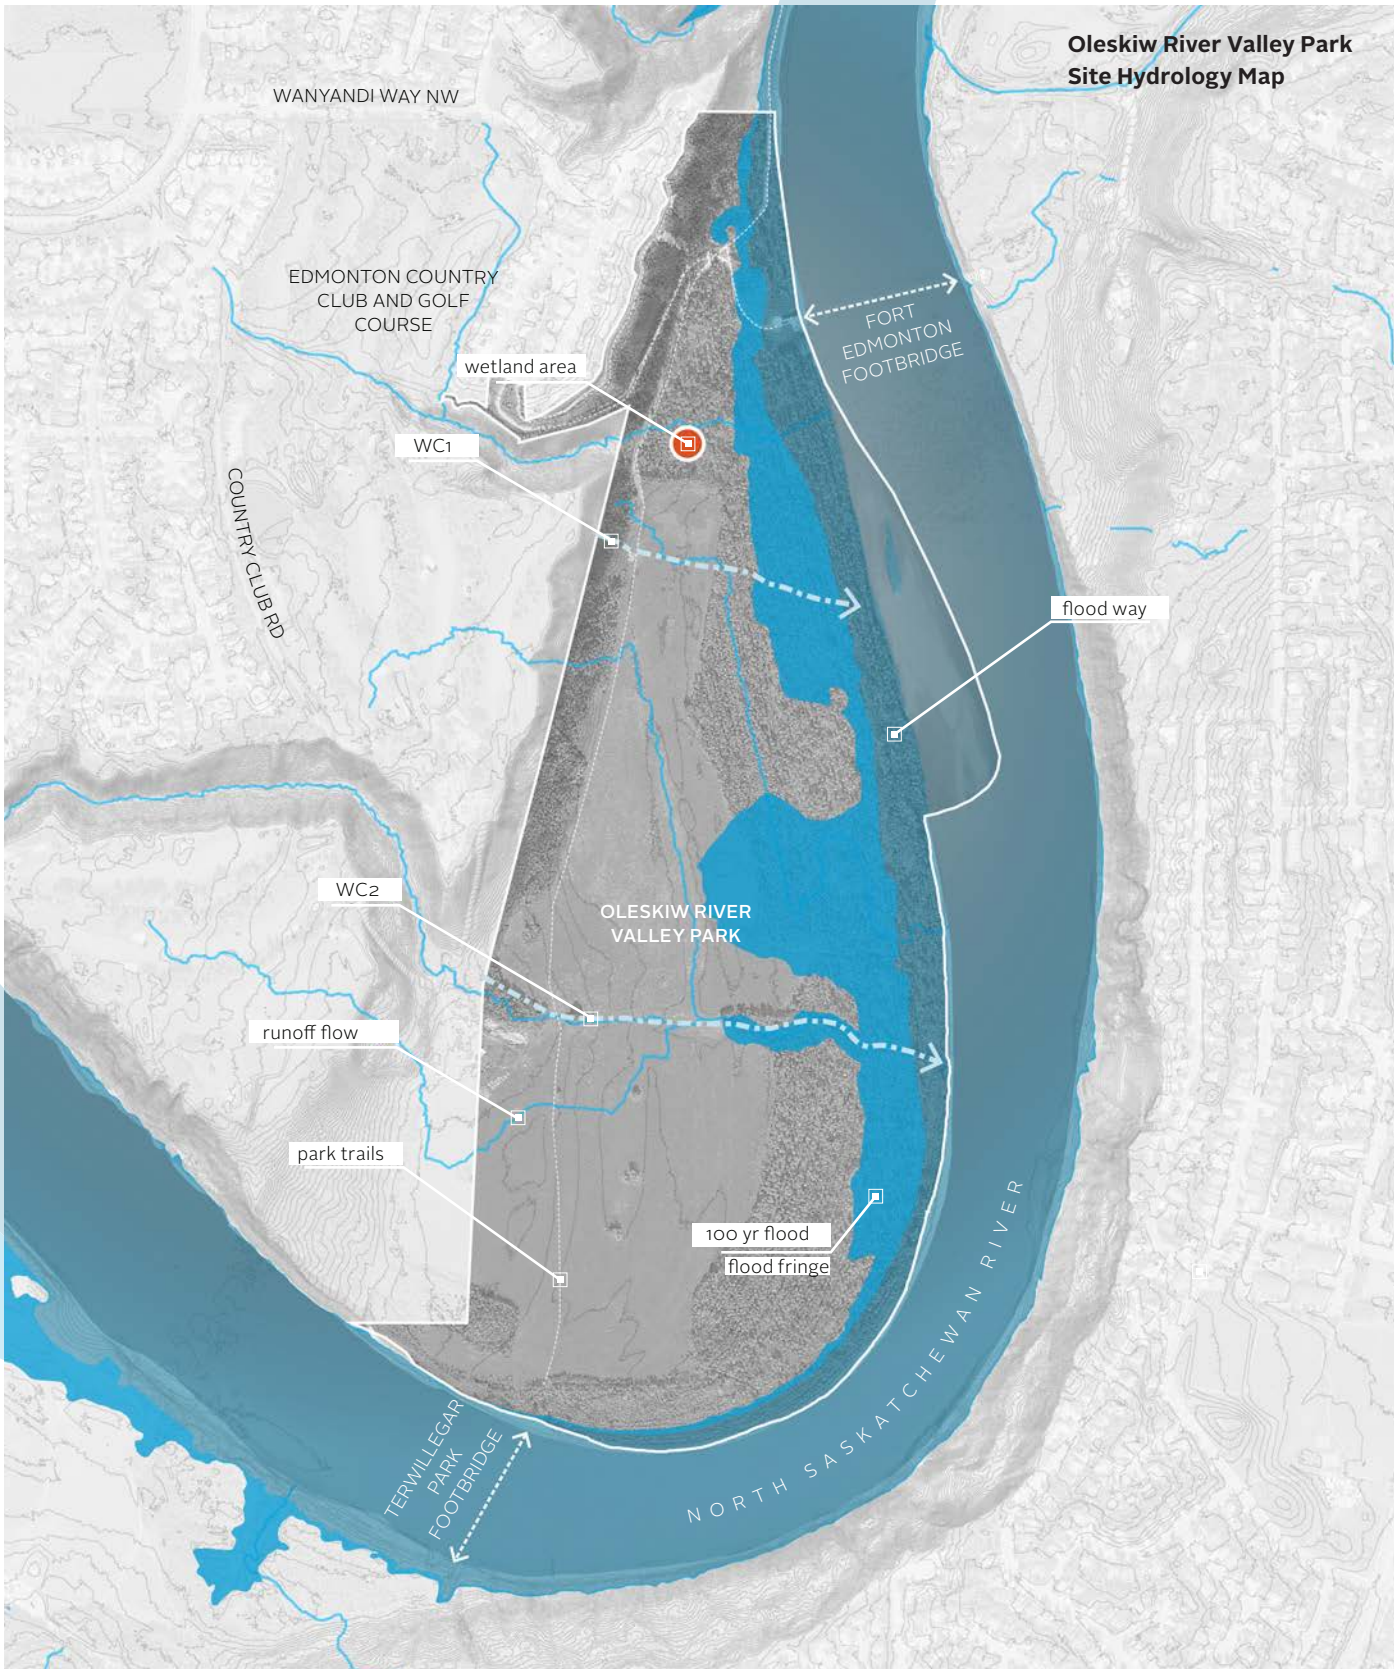 Oleskiw River Valley Park
Site Hydrology Map
WANYANDI WAY NW
EDMONTON COUNTRY
CLUB AND GOLF
COURSE
FORT
EDMONTON
FOOTBRIDGE
wetland area
WC1
COUNTRY CLUB RD
flood way
WC2
OLESKIW RIVER
VALLEY PARK
runoff flow
park trails
100 yr flood
flood fringe
NORTH SASKATCHEWAN RIVER
TERWILLEGAR
PARK
FOOTBRIDGE